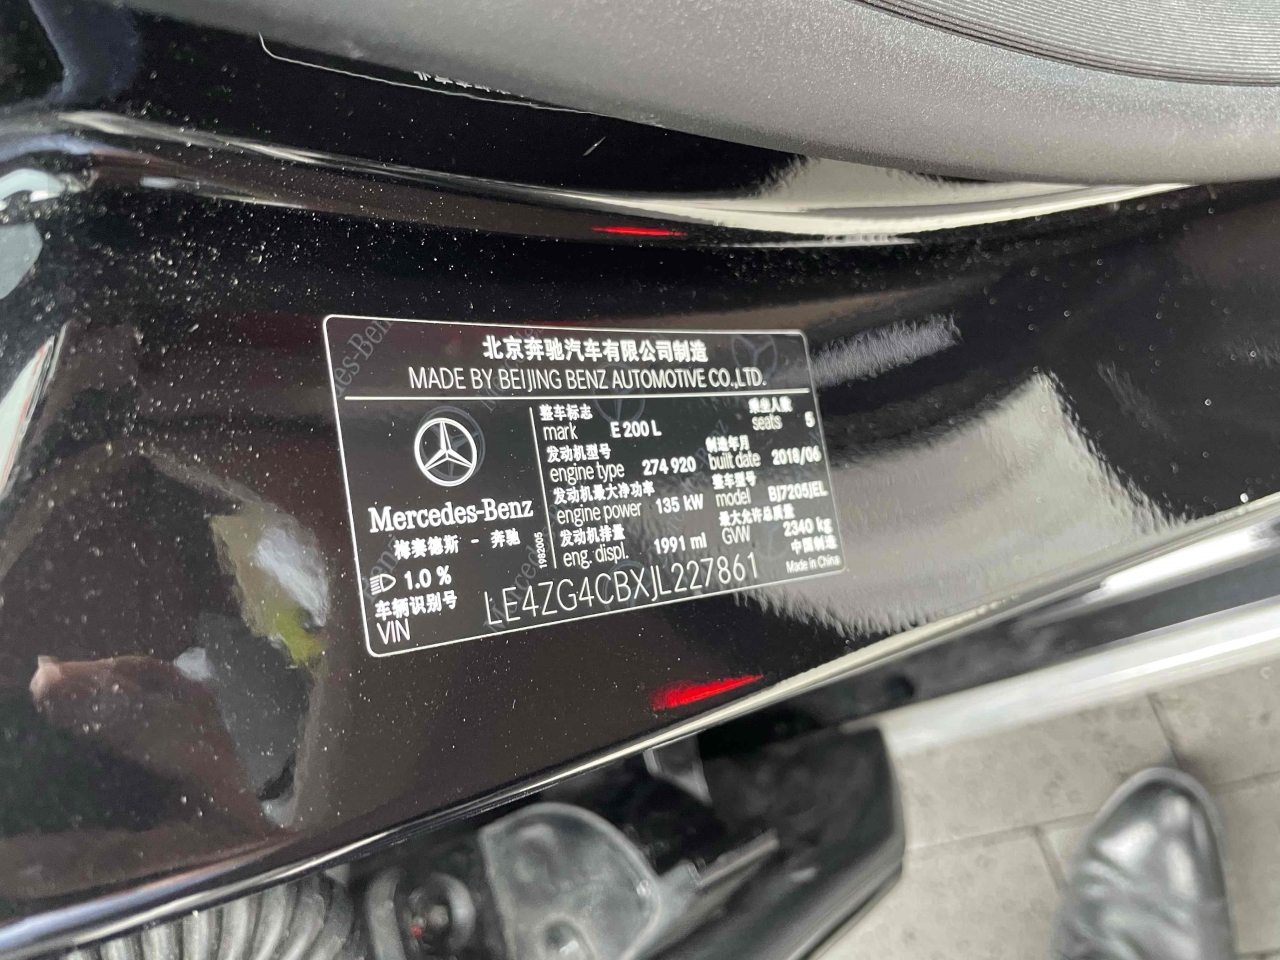 北京奔驰汽车有限公司制造
MADE BY BEIJING BENZ AUTOMOTIVE CO.,LTD.
Mercedes-Benz
梅赛德斯 - 奔驰
1.0 %
整车标志
mark E 200 L
乘坐人数
seats 5
发动机型号
engine type 274 920
制造年月
built date 2018/06
发动机最大净功率
engine power 135 kW
整车型号
model BJ7205JEL
发动机排量
eng. displ. 1991 ml
最大允许总质量
GVW 2340 kg
1982005
中国制造
Made in China
车辆识别号
VIN LE4ZG4CBXJL227861